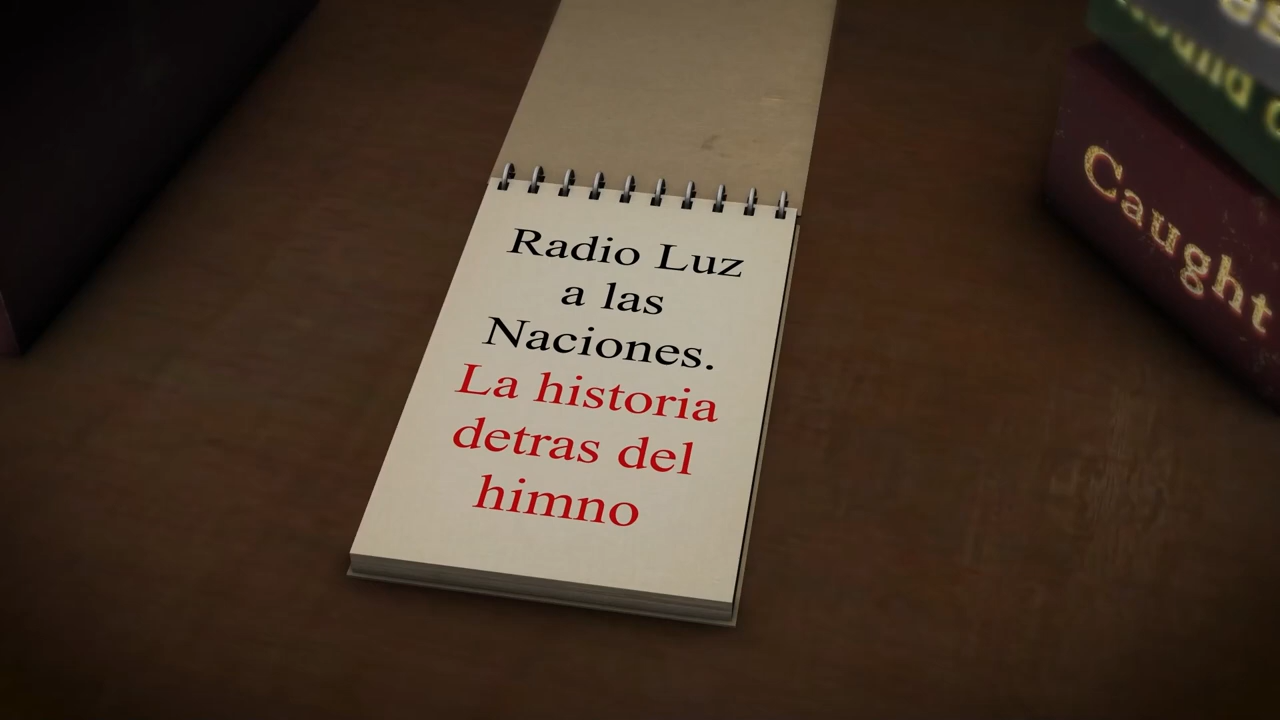 Radio Luz
a las
Naciones.
La historia
detras del
himno
Caught